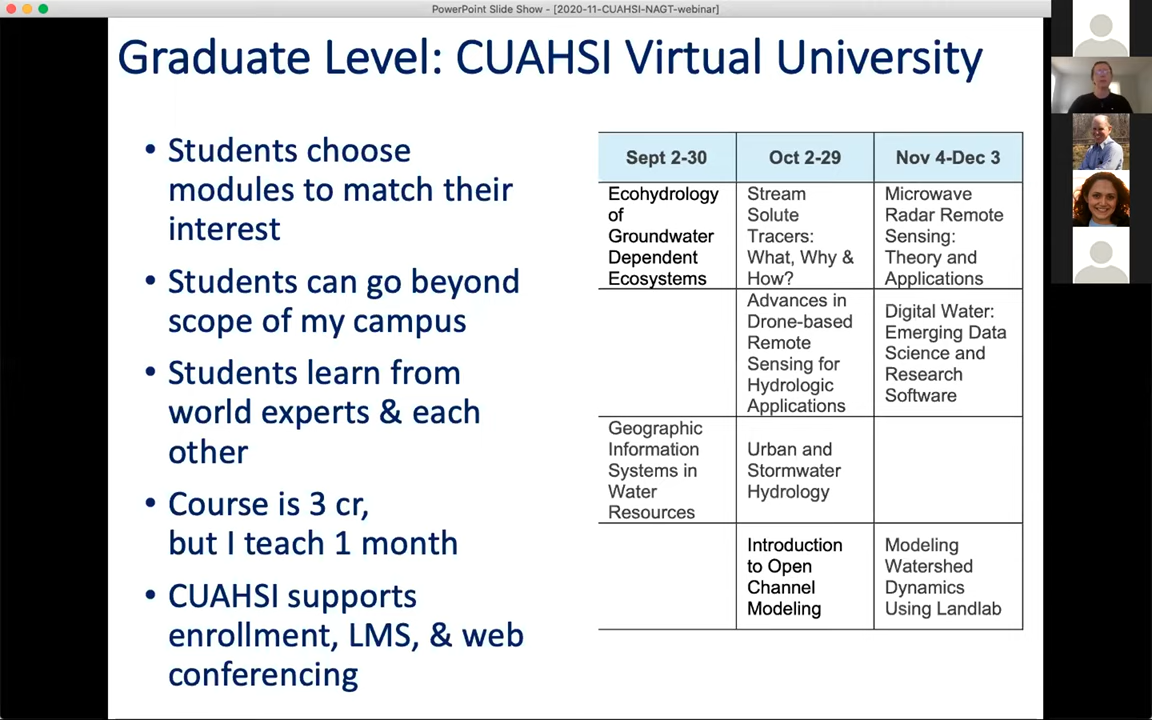 PowerPoint Slide Show - [2020-11-CUAHSI-NAGT-webinar]
Graduate Level: CUAHSI Virtual University
• Students choose
modules to match their
interest
• Students can go beyond
scope of my campus
• Students learn from
world experts & each
other
• Course is 3 cr,
but I teach 1 month
• CUAHSI supports
enrollment, LMS, & web
conferencing
Sept 2-30
Oct 2-29
Nov 4-Dec 3
Ecohydrology
of
Groundwater
Dependent
Ecosystems
Stream
Solute
Tracers:
What, Why &
How?
Microwave
Radar Remote
Sensing:
Theory and
Applications
Advances in
Drone-based
Remote
Sensing for
Hydrologic
Applications
Digital Water:
Emerging Data
Science and
Research
Software
Geographic
Information
Systems in
Water
Resources
Urban and
Stormwater
Hydrology
Introduction
to Open
Channel
Modeling
Modeling
Watershed
Dynamics
Using Landlab